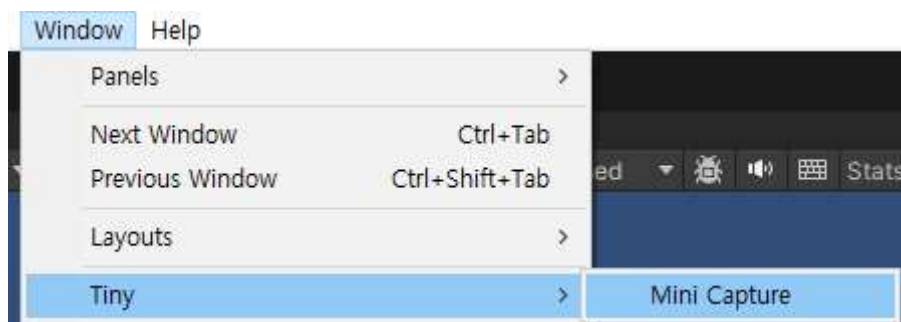 Window Help
Panels
Next Window Ctrl+Tab
Previous Window Ctrl+Shift+Tab
ed Stats
Layouts
Tiny
Mini Capture